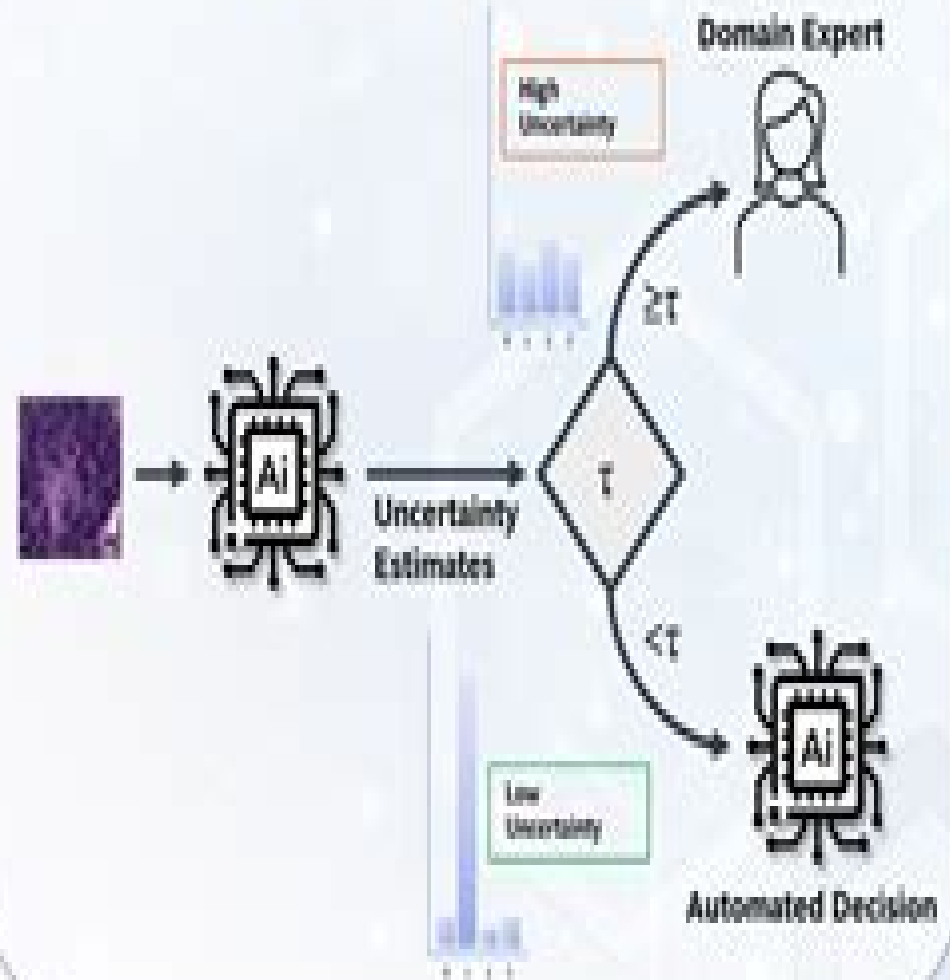 Domain Expert
High
Uncertainty
≥τ
Ai
τ
Uncertainty
Estimates
<τ
Ai
Low
Uncertainty
Automated Decision